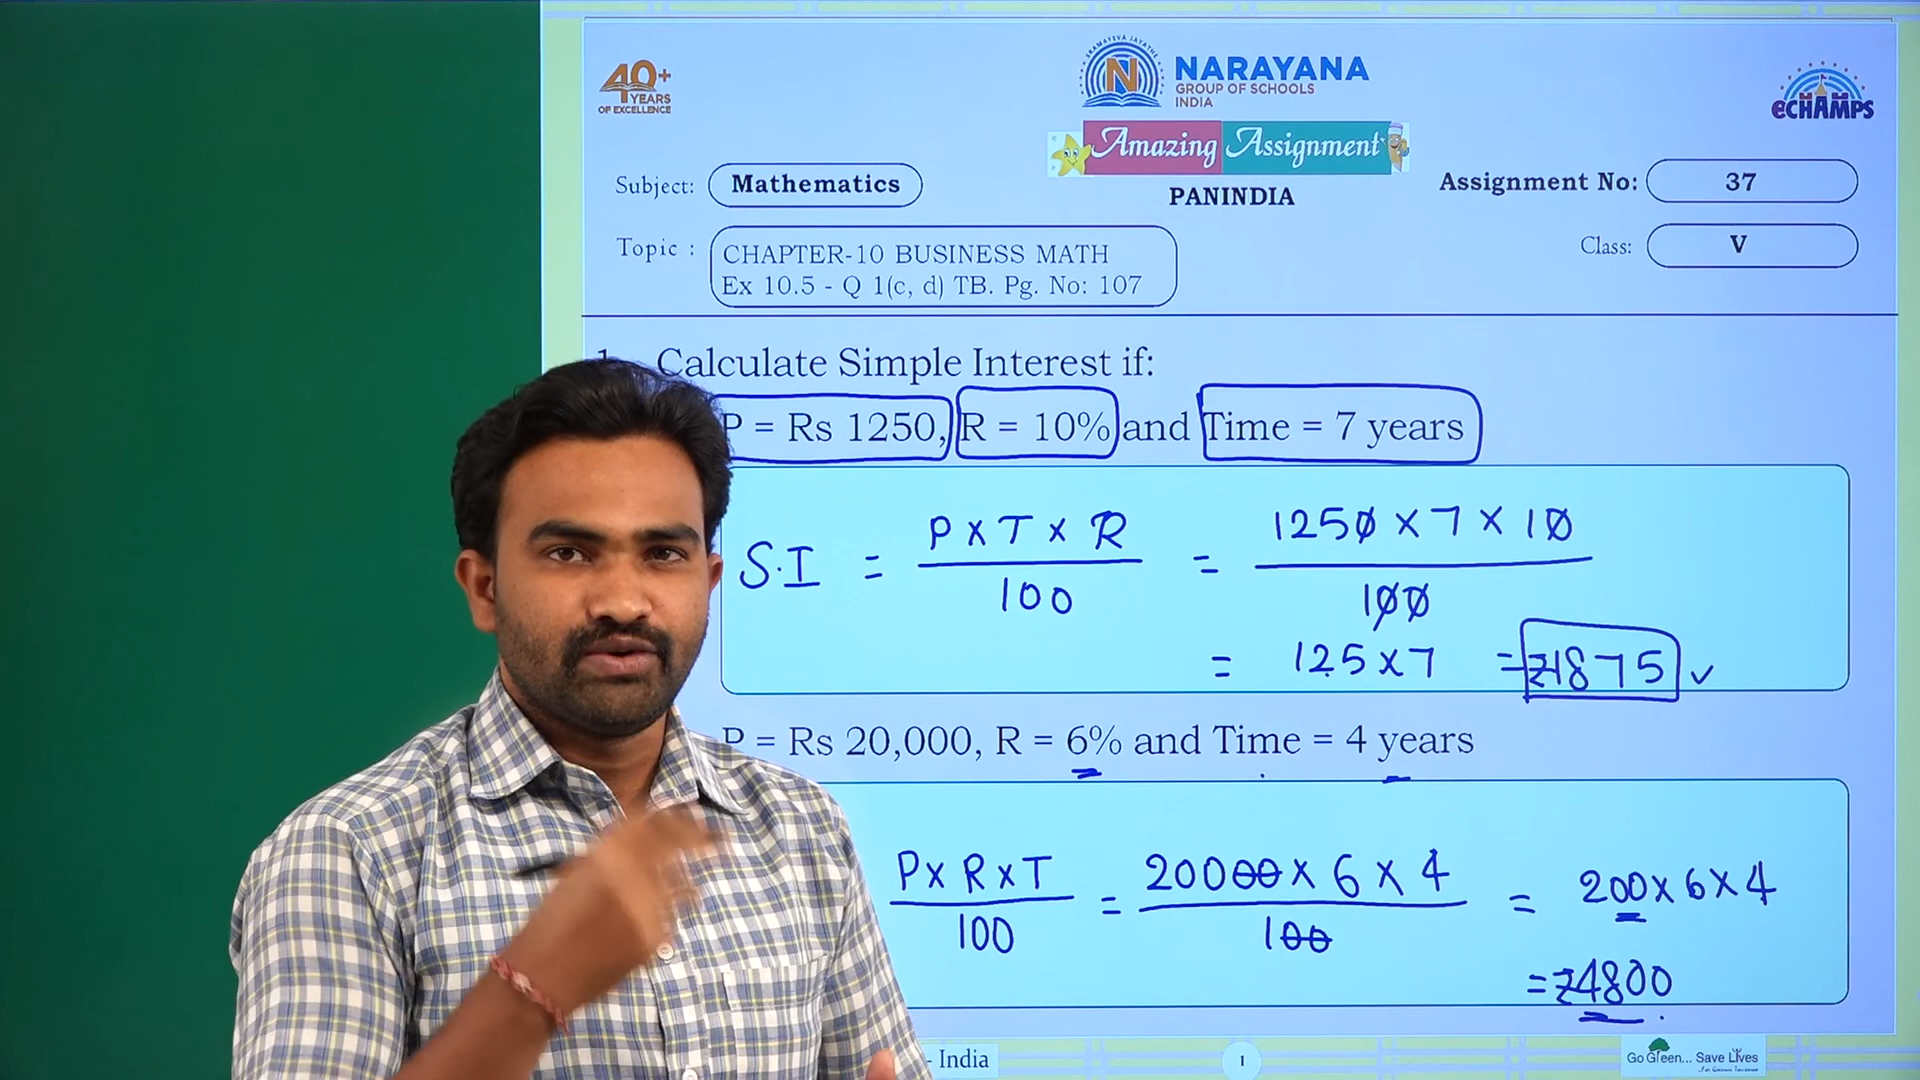 40+
YEARS
OF EXCELLENCE
SRAMAYEVA JAYATHE
N
NARAYANA
GROUP OF SCHOOLS
INDIA
eCHAMPS
Amazing Assignment
PANINDIA
Subject: Mathematics
Assignment No: 37
Topic : CHAPTER-10 BUSINESS MATH
Ex 10.5 - Q 1(c, d) TB. Pg. No: 107
Class: V
Calculate Simple Interest if:
P = Rs 1250, R = 10% and Time = 7 years
S.I = P X T X R / 100 = 1250 X 7 X 10 / 100
= 125 X 7 = ₹ 875 ✓
P = Rs 20,000, R = 6% and Time = 4 years
P X R X T / 100 = 20000 X 6 X 4 / 100 = 200 X 6 X 4
= ₹4800
- India
1
Go Green... Save Lives